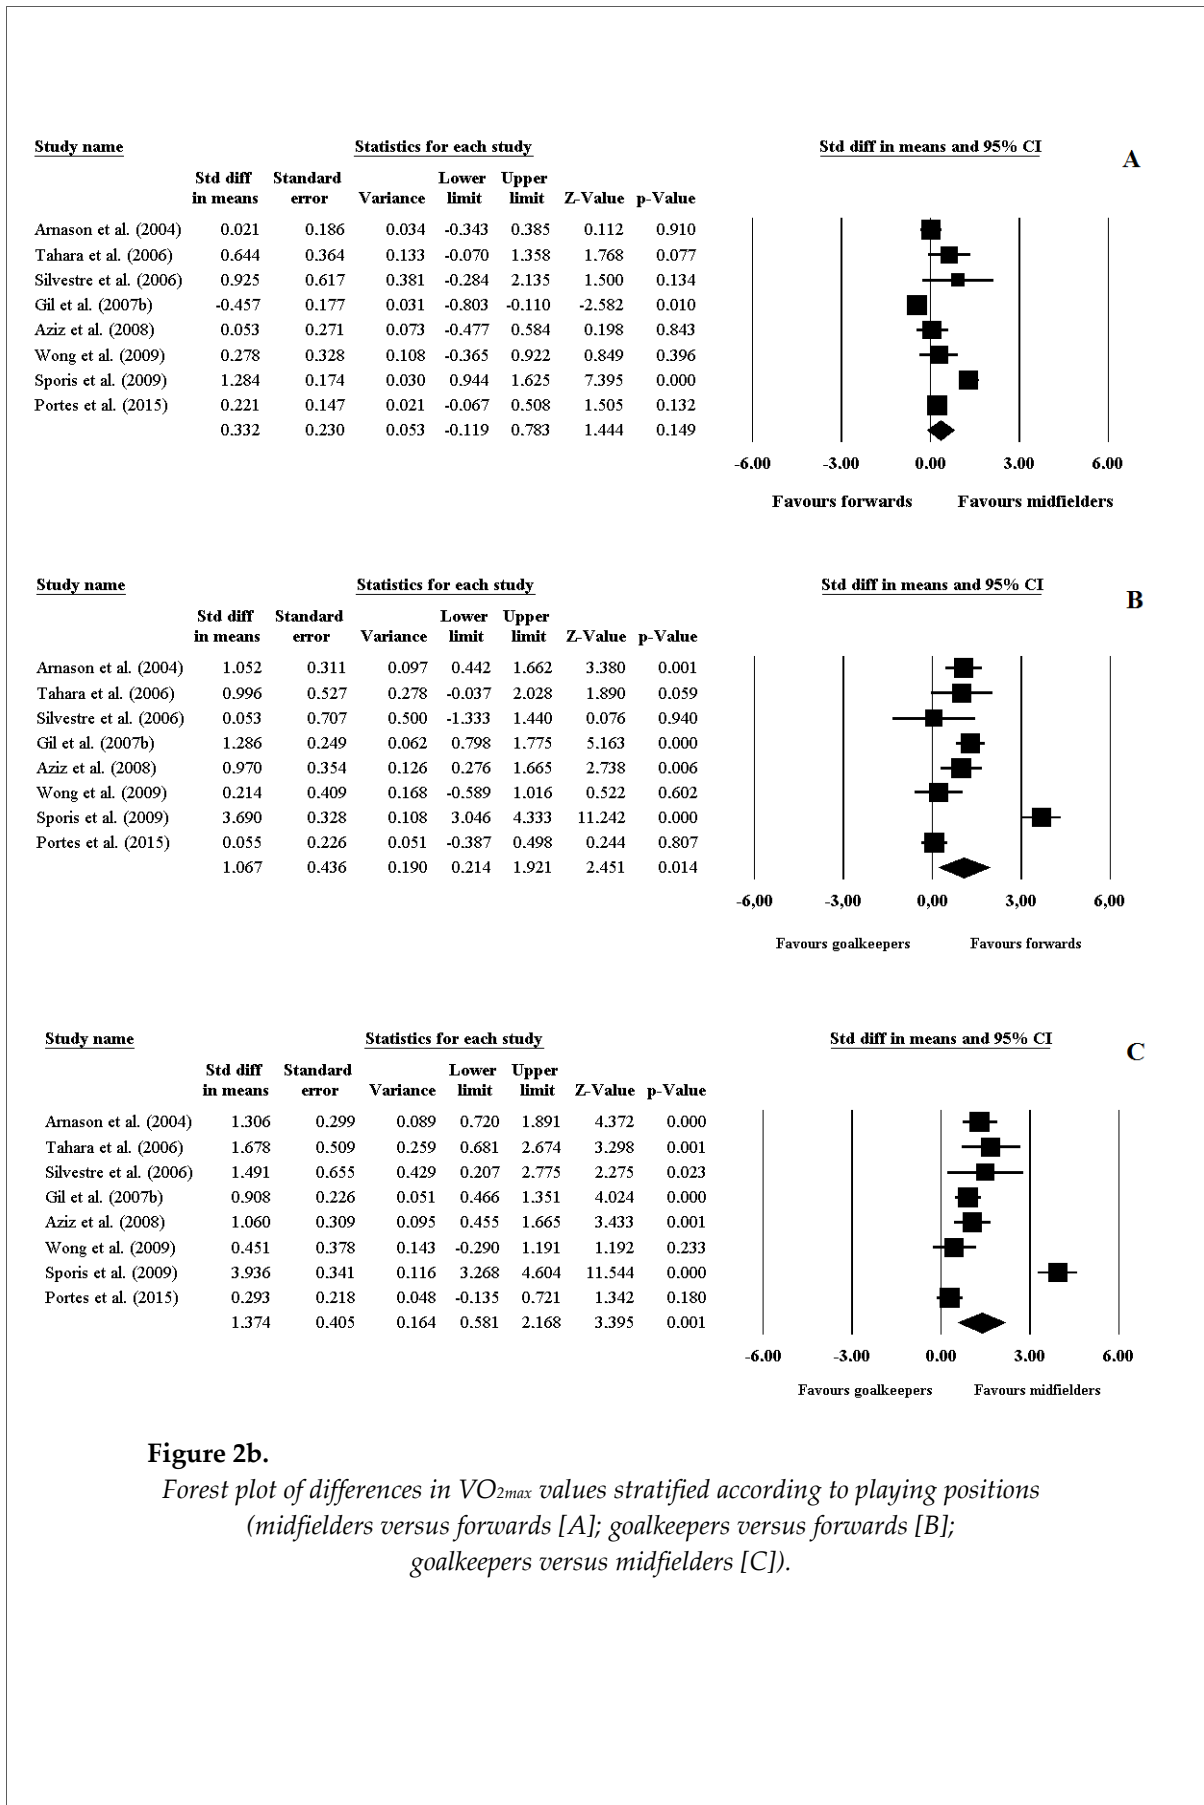 Study name Statistics for each study Std diff in means and 95% CI A
Std diff Standard Lower Upper
in means error Variance limit limit Z-Value p-Value
Arnason et al. (2004) 0.021 0.186 0.034 -0.343 0.385 0.112 0.910
Tahara et al. (2006) 0.644 0.364 0.133 -0.070 1.358 1.768 0.077
Silvestre et al. (2006) 0.925 0.617 0.381 -0.284 2.135 1.500 0.134
Gil et al. (2007b) -0.457 0.177 0.031 -0.803 -0.110 -2.582 0.010
Aziz et al. (2008) 0.053 0.271 0.073 -0.477 0.584 0.198 0.843
Wong et al. (2009) 0.278 0.328 0.108 -0.365 0.922 0.849 0.396
Sporis et al. (2009) 1.284 0.174 0.030 0.944 1.625 7.395 0.000
Portes et al. (2015) 0.221 0.147 0.021 -0.067 0.508 1.505 0.132
0.332 0.230 0.053 -0.119 0.783 1.444 0.149
-6.00 -3.00 0.00 3.00 6.00
Favours forwards Favours midfielders
Study name Statistics for each study Std diff in means and 95% CI B
Std diff Standard Lower Upper
in means error Variance limit limit Z-Value p-Value
Arnason et al. (2004) 1.052 0.311 0.097 0.442 1.662 3.380 0.001
Tahara et al. (2006) 0.996 0.527 0.278 -0.037 2.028 1.890 0.059
Silvestre et al. (2006) 0.053 0.707 0.500 -1.333 1.440 0.076 0.940
Gil et al. (2007b) 1.286 0.249 0.062 0.798 1.775 5.163 0.000
Aziz et al. (2008) 0.970 0.354 0.126 0.276 1.665 2.738 0.006
Wong et al. (2009) 0.214 0.409 0.168 -0.589 1.016 0.522 0.602
Sporis et al. (2009) 3.690 0.328 0.108 3.046 4.333 11.242 0.000
Portes et al. (2015) 0.055 0.226 0.051 -0.387 0.498 0.244 0.807
1.067 0.436 0.190 0.214 1.921 2.451 0.014
-6,00 -3,00 0,00 3,00 6,00
Favours goalkeepers Favours forwards
Study name Statistics for each study Std diff in means and 95% CI C
Std diff Standard Lower Upper
in means error Variance limit limit Z-Value p-Value
Arnason et al. (2004) 1.306 0.299 0.089 0.720 1.891 4.372 0.000
Tahara et al. (2006) 1.678 0.509 0.259 0.681 2.674 3.298 0.001
Silvestre et al. (2006) 1.491 0.655 0.429 0.207 2.775 2.275 0.023
Gil et al. (2007b) 0.908 0.226 0.051 0.466 1.351 4.024 0.000
Aziz et al. (2008) 1.060 0.309 0.095 0.455 1.665 3.433 0.001
Wong et al. (2009) 0.451 0.378 0.143 -0.290 1.191 1.192 0.233
Sporis et al. (2009) 3.936 0.341 0.116 3.268 4.604 11.544 0.000
Portes et al. (2015) 0.293 0.218 0.048 -0.135 0.721 1.342 0.180
1.374 0.405 0.164 0.581 2.168 3.395 0.001
-6.00 -3.00 0.00 3.00 6.00
Favours goalkeepers Favours midfielders
Figure 2b.
Forest plot of differences in VO2max values stratified according to playing positions
(midfielders versus forwards [A]; goalkeepers versus forwards [B];
goalkeepers versus midfielders [C]).